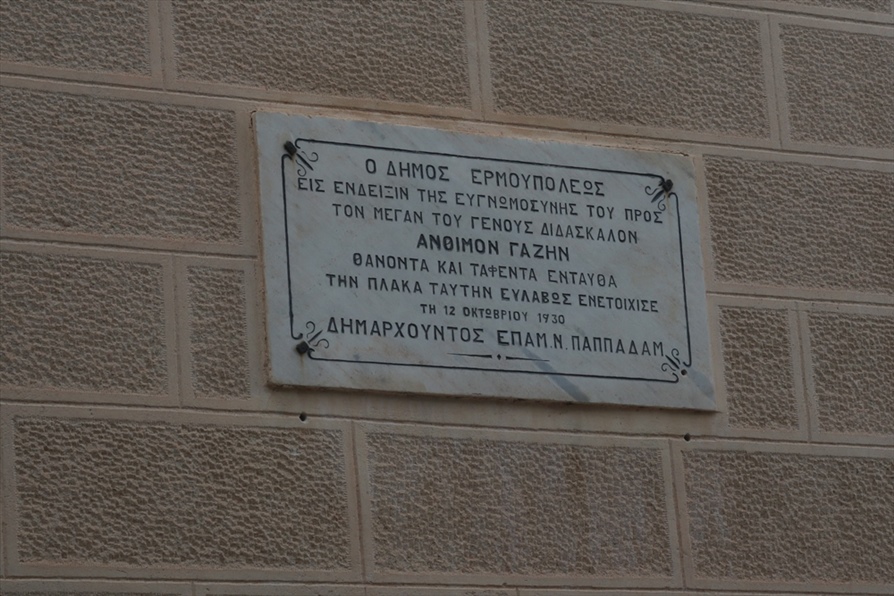 Ο ΔΗΜΟΣ ΕΡΜΟΥΠΟΛΕΩΣ
ΕΙΣ ΕΝΔΕΙΞΙΝ ΤΗΣ ΕΥΓΝΩΜΟΣΥΝΗΣ ΤΟΥ ΠΡΟΣ
ΤΟΝ ΜΕΓΑΝ ΤΟΥ ΓΕΝΟΥΣ ΔΙΔΑΣΚΑΛΟΝ
ΑΝΘΙΜΟΝ ΓΑΖΗΝ
ΘΑΝΟΝΤΑ ΚΑΙ ΤΑΦΕΝΤΑ ΕΝΤΑΥΘΑ
ΤΗΝ ΠΛΑΚΑ ΤΑΥΤΗΝ ΕΥΛΑΒΩΣ ΕΝΕΤΟΙΧΙΣΕ
ΤΗ 12 ΟΚΤΩΒΡΙΟΥ 1930
ΔΗΜΑΡΧΟΥΝΤΟΣ ΕΠΑΜ. Ν. ΠΑΠΠΑΔΑΜ